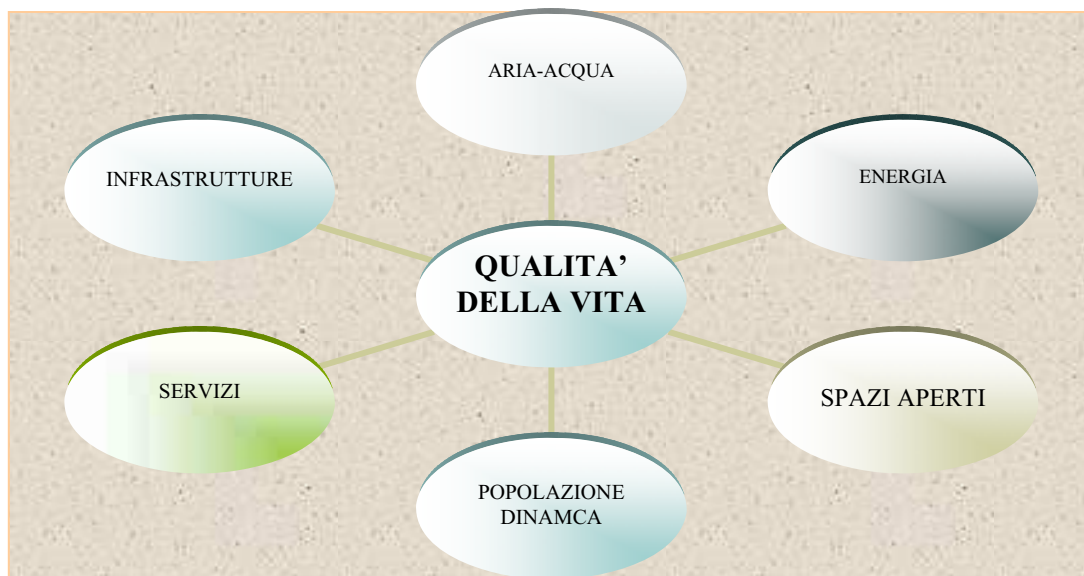 ARIA-ACQUA
INFRASTRUTTURE
ENERGIA
QUALITA’
DELLA VITA
SERVIZI
SPAZI APERTI
POPOLAZIONE
DINAMCA